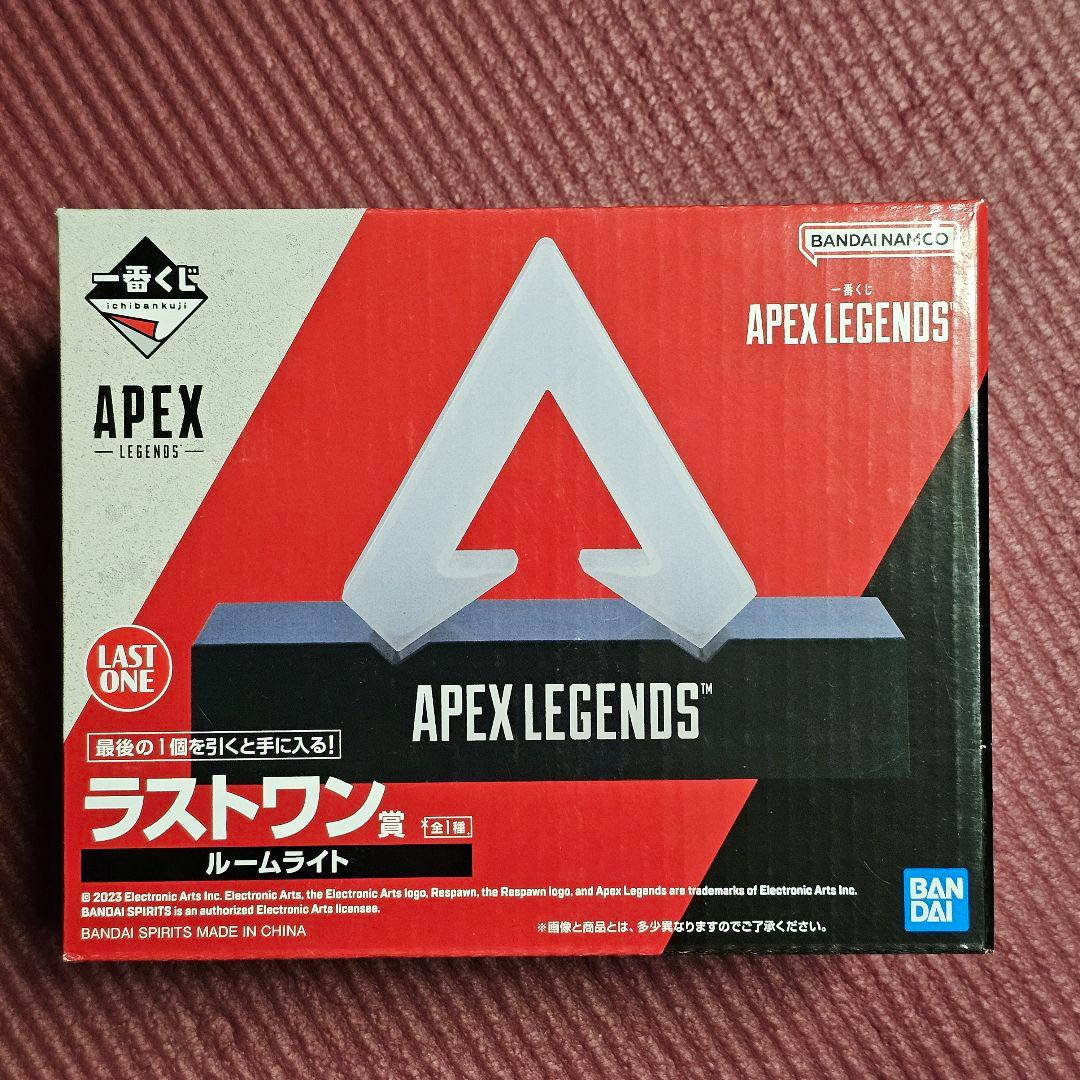 一番くじ
ichibankuji
APEX
LEGENDS™
BANDAI NAMCO
一番くじ
APEX LEGENDS™
APEX LEGENDS™
LAST
ONE
最後の1個を引くと手に入る!
ラストワン賞
*全1種
ルームライト
© 2023 Electronic Arts Inc. Electronic Arts, the Electronic Arts logo, Respawn, the Respawn logo, and Apex Legends are trademarks of Electronic Arts Inc.
BANDAI SPIRITS is an authorized Electronic Arts licensee.
BANDAI SPIRITS MADE IN CHINA
※画像と商品とは、多少異なりますのでご了承ください。
BAN
DAI